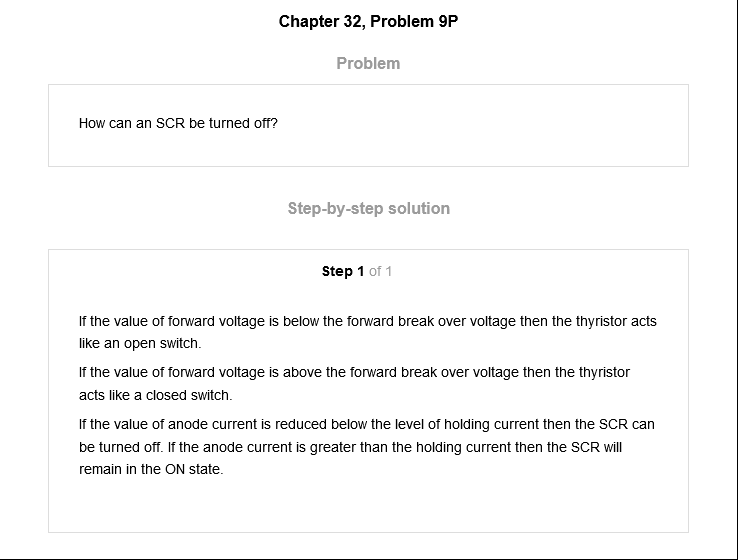 Chapter 32, Problem 9P
Problem
How can an SCR be turned off?
Step-by-step solution
Step 1 of 1
If the value of forward voltage is below the forward break over voltage then the thyristor acts
like an open switch.
If the value of forward voltage is above the forward break over voltage then the thyristor
acts like a closed switch.
If the value of anode current is reduced below the level of holding current then the SCR can
be turned off. If the anode current is greater than the holding current then the SCR will
remain in the ON state.